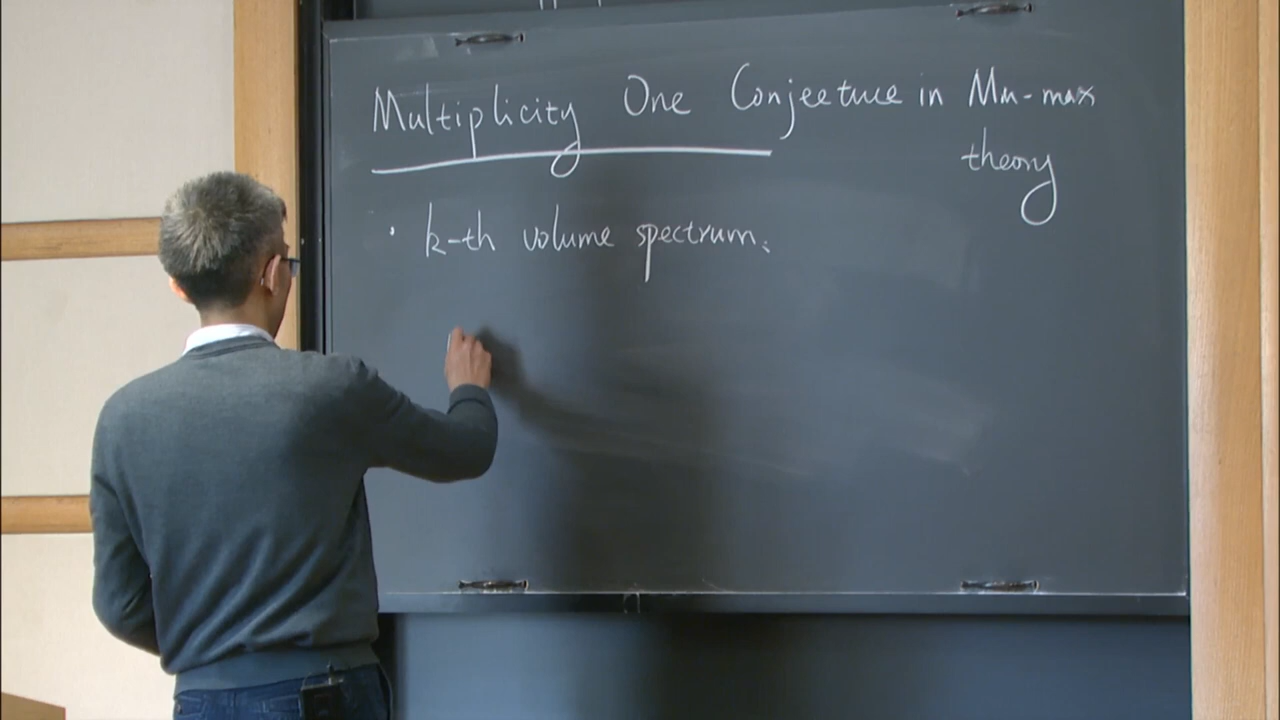 Multiplicity One Conjecture in Min-max
theory
· k-th volume spectrum.